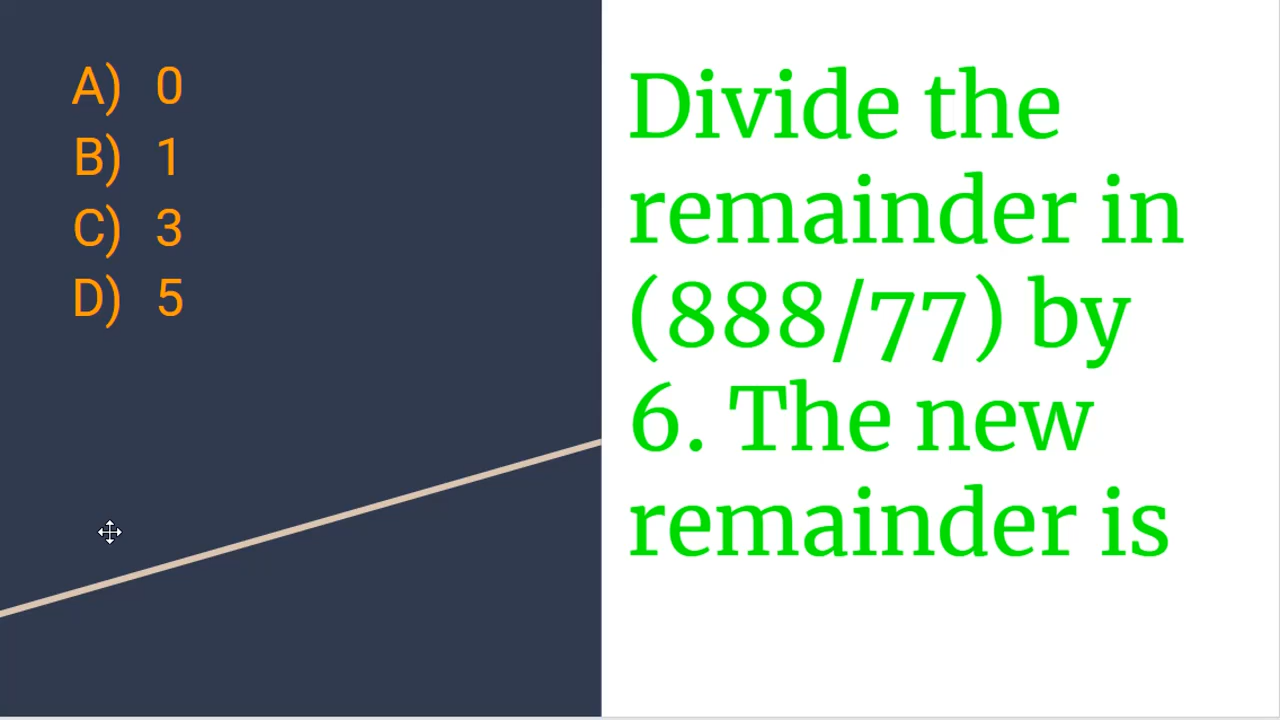 A) 0
B) 1
C) 3
D) 5
Divide the
remainder in
(888/77) by
6. The new
remainder is